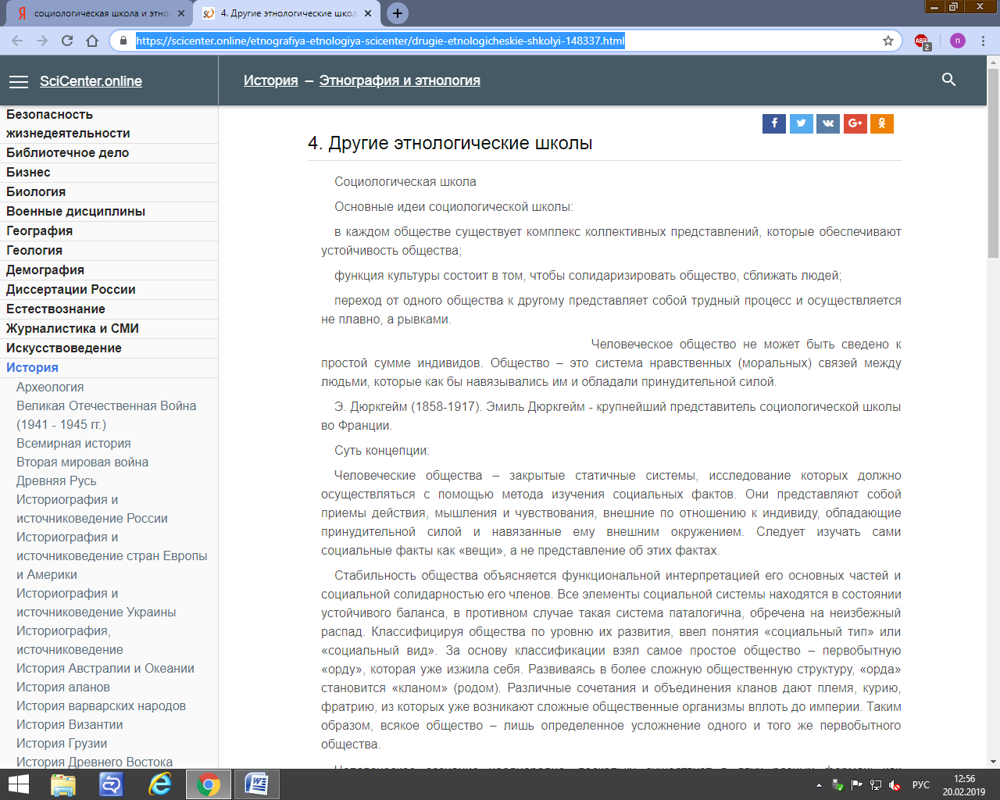 социологическая школа и этно
4. Другие этнологические школ
https://scicenter.online/etnografiya-etnologiya-scicenter/drugie-etnologicheskie-shkolyi-148337.html
ABP
2
n
SciCenter.online
История – Этнография и этнология
Безопасность
жизнедеятельности
Библиотечное дело
Бизнес
Биология
Военные дисциплины
География
Геология
Демография
Диссертации России
Естествознание
Журналистика и СМИ
Искусствоведение
История
Археология
Великая Отечественная Война
(1941 - 1945 гг.)
Всемирная история
Вторая мировая война
Древняя Русь
Историография и
источниковедение России
Историография и
источниковедение стран Европы
и Америки
Историография и
источниковедение Украины
Историография,
источниковедение
История Австралии и Океании
История аланов
История варварских народов
История Византии
История Грузии
История Древнего Востока
4. Другие этнологические школы
Социологическая школа
Основные идеи социологической школы:
в каждом обществе существует комплекс коллективных представлений, которые обеспечивают
устойчивость общества;
функция культуры состоит в том, чтобы солидаризировать общество, сближать людей;
переход от одного общества к другому представляет собой трудный процесс и осуществляется
не плавно, а рывками.
Человеческое общество не может быть сведено к
простой сумме индивидов. Общество – это система нравственных (моральных) связей между
людьми, которые как бы навязывались им и обладали принудительной силой.
Э. Дюркгейм (1858-1917). Эмиль Дюркгейм - крупнейший представитель социологической школы
во Франции.
Суть концепции:
Человеческие общества – закрытые статичные системы, исследование которых должно
осуществляться с помощью метода изучения социальных фактов. Они представляют собой
приемы действия, мышления и чувствования, внешние по отношению к индивиду, обладающие
принудительной силой и навязанные ему внешним окружением. Следует изучать сами
социальные факты как «вещи», а не представление об этих фактах.
Стабильность общества объясняется функциональной интерпретацией его основных частей и
социальной солидарностью его членов. Все элементы социальной системы находятся в состоянии
устойчивого баланса, в противном случае такая система паталогична, обречена на неизбежный
распад. Классифицируя общества по уровню их развития, ввел понятия «социальный тип» или
«социальный вид». За основу классификации взял самое простое общество – первобытную
«орду», которая уже изжила себя. Развиваясь в более сложную общественную структуру, «орда»
становится «кланом» (родом). Различные сочетания и объединения кланов дают племя, курию,
фратрию, из которых уже возникают сложные общественные организмы вплоть до империи. Таким
образом, всякое общество – лишь определенное усложнение одного и того же первобытного
общества.
РУС
12:56
20.02.2019